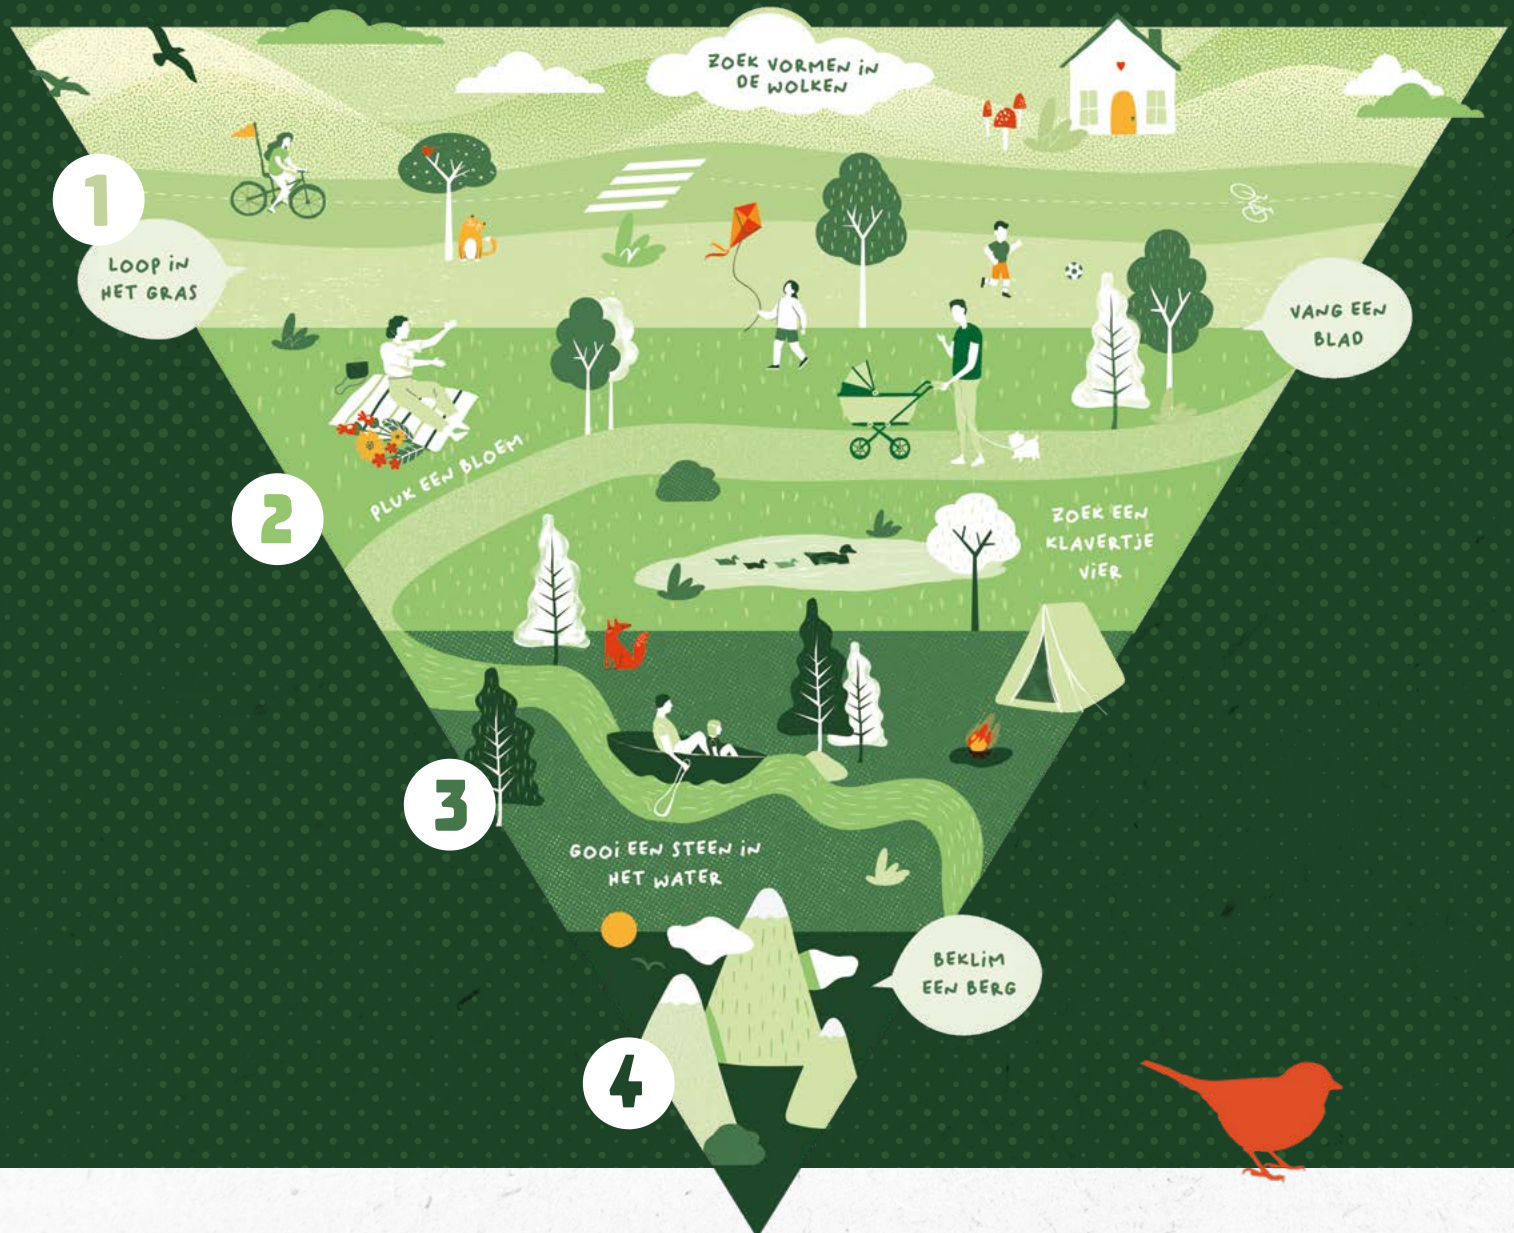 ZOEK VORMEN IN
DE WOLKEN
1
LOOP IN
HET GRAS
VANG EEN
BLAD
PLUK EEN BLOEM
2
ZOEK EEN
KLAVERTJE
VIER
3
GOOI EEN STEEN IN
HET WATER
BEKLIM
EEN BERG
4